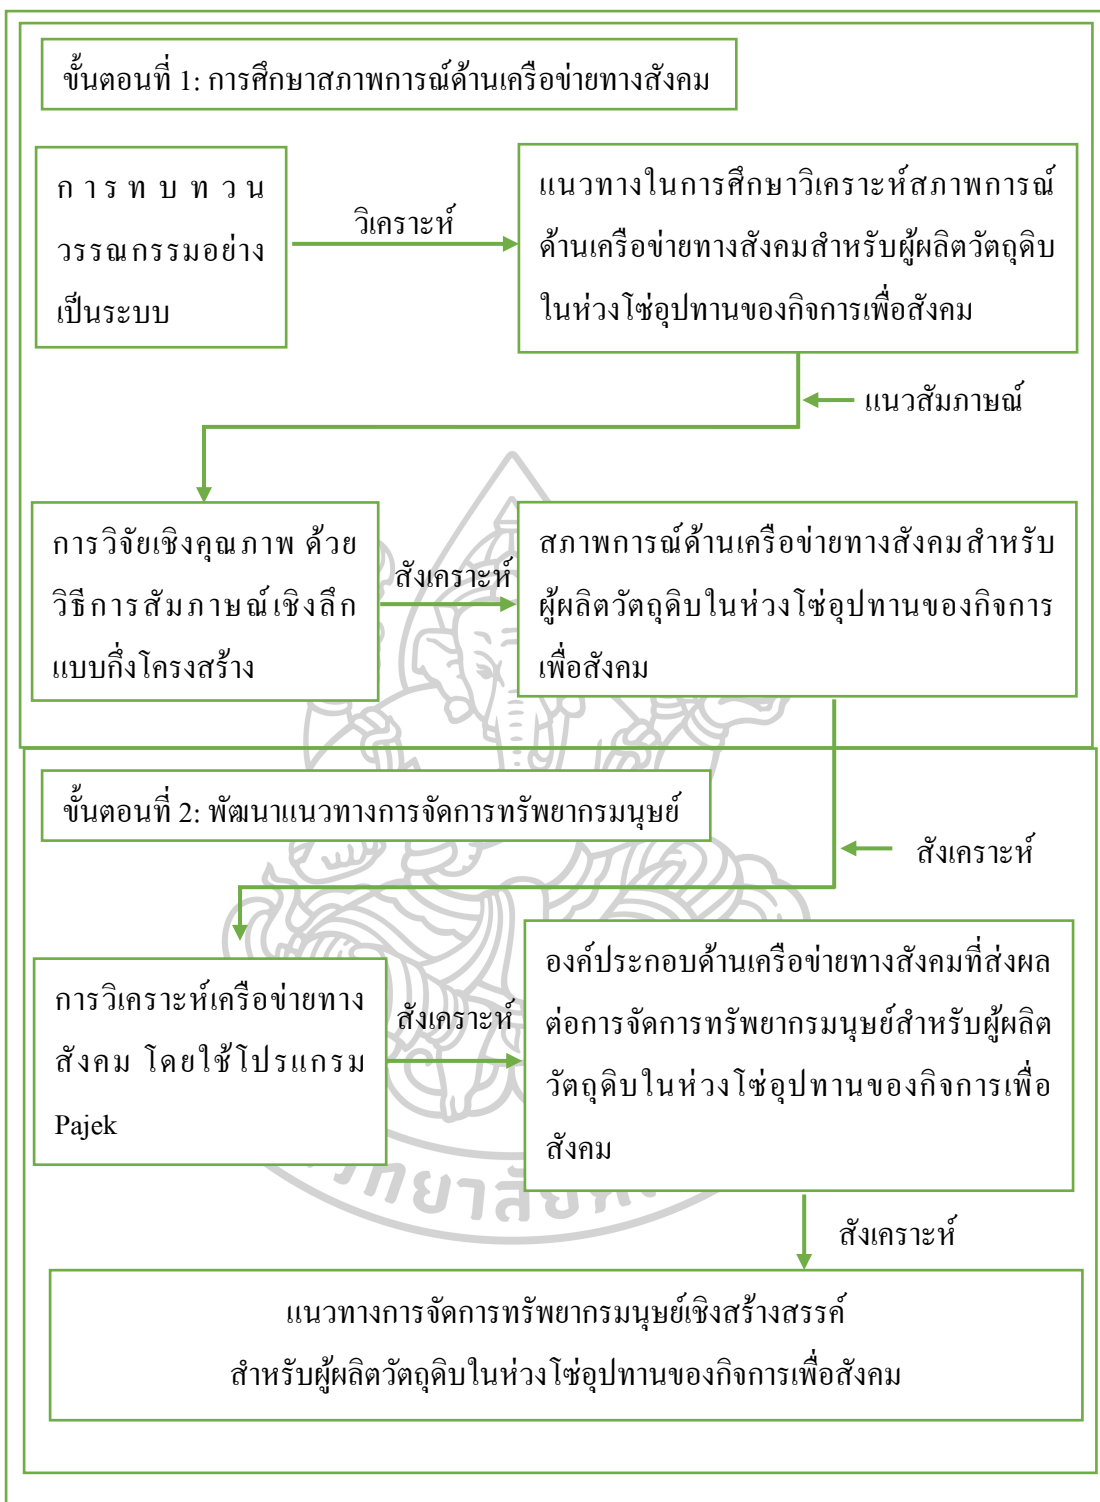 ขั้นตอนที่ 1: การศึกษาสภาพการณ์ด้านเครือข่ายทางสังคม
การทบทวน
วรรณกรรมอย่าง
เป็นระบบ
วิเคราะห์
แนวทางในการศึกษาวิเคราะห์สภาพการณ์
ด้านเครือข่ายทางสังคมสำหรับผู้ผลิตวัตถุดิบ
ในห่วงโซ่อุปทานของกิจการเพื่อสังคม
แนวสัมภาษณ์
การวิจัยเชิงคุณภาพ ด้วย
วิธีการสัมภาษณ์เชิงลึก
แบบกึ่งโครงสร้าง
สังเคราะห์
สภาพการณ์ด้านเครือข่ายทางสังคมสำหรับ
ผู้ผลิตวัตถุดิบในห่วงโซ่อุปทานของกิจการ
เพื่อสังคม
ขั้นตอนที่ 2: พัฒนาแนวทางการจัดการทรัพยากรมนุษย์
สังเคราะห์
การวิเคราะห์เครือข่ายทาง
สังคม โดยใช้โปรแกรม
Pajek
สังเคราะห์
องค์ประกอบด้านเครือข่ายทางสังคมที่ส่งผล
ต่อการจัดการทรัพยากรมนุษย์สำหรับผู้ผลิต
วัตถุดิบในห่วงโซ่อุปทานของกิจการเพื่อ
สังคม
สังเคราะห์
แนวทางการจัดการทรัพยากรมนุษย์เชิงสร้างสรรค์
สำหรับผู้ผลิตวัตถุดิบในห่วงโซ่อุปทานของกิจการเพื่อสังคม